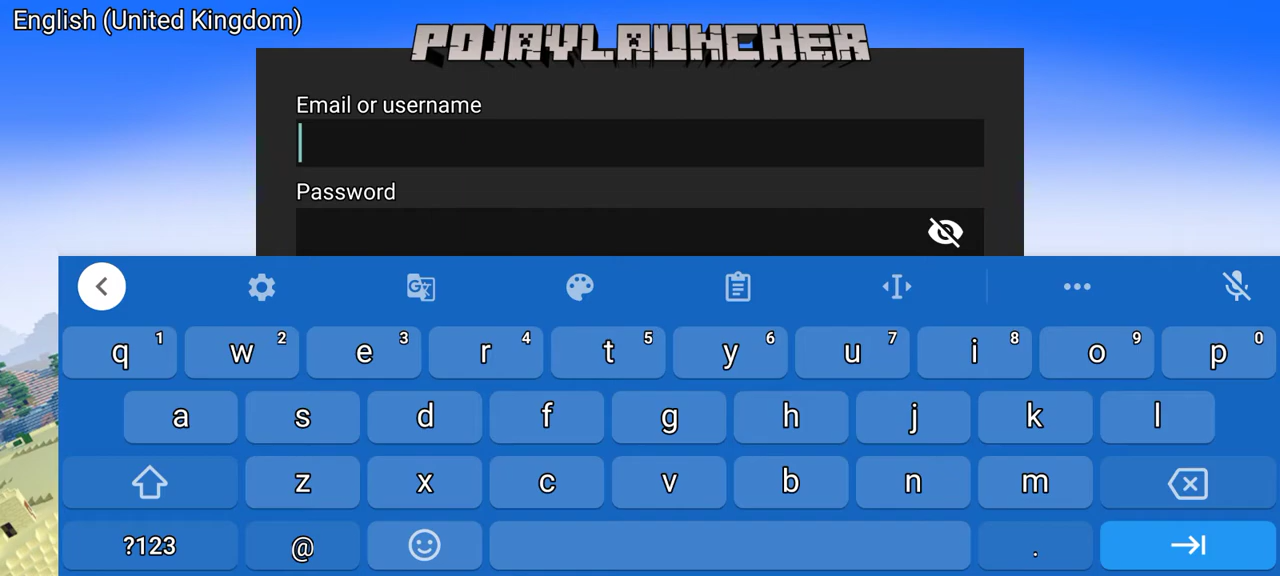 English (United Kingdom)
POJAVLAUNCHER
Email or username
Password
q 1 w 2 e 3 r 4 t 5 y 6 u 7 i 8 o 9 p 0
a s d f g h j k l
z x c v b n m
?123 @ .